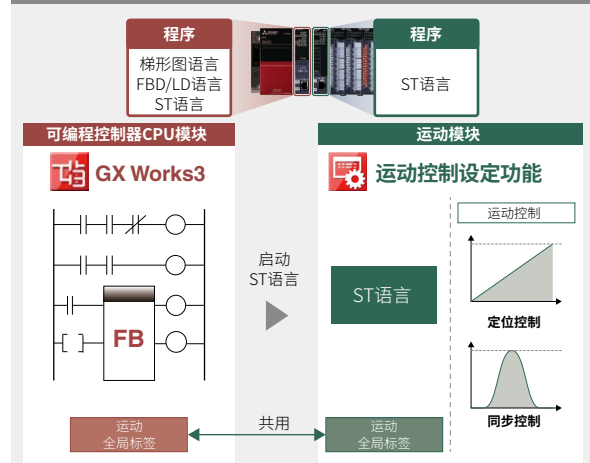 程序
梯形图语言
FBD/LD语言
ST语言
程序
ST语言
可编程控制器CPU模块
GX Works3
FB
启动
ST语言
运动模块
运动控制设定功能
ST语言
运动控制
定位控制
同步控制
运动
全局标签
共用
运动
全局标签